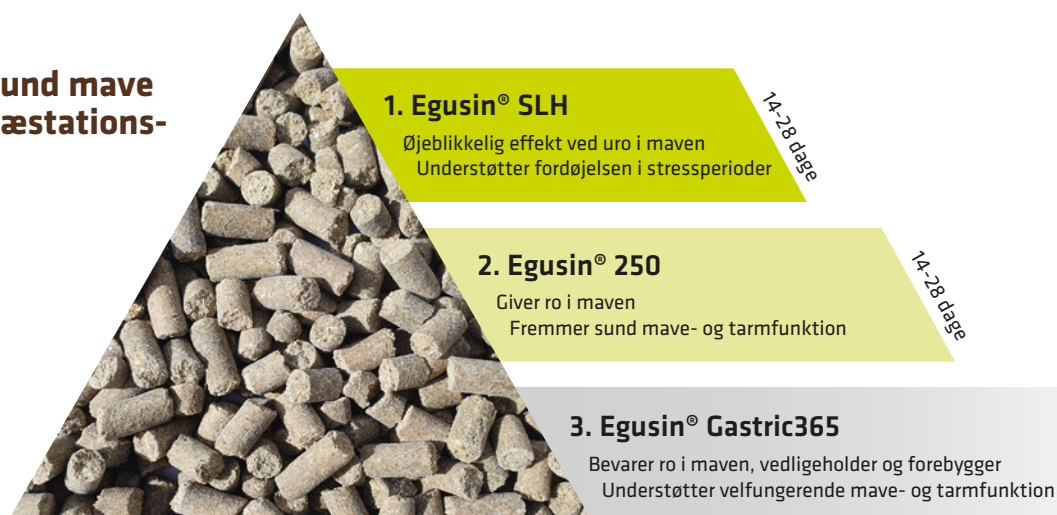 und mave
æstations-
1. Egusin® SLH
Øjeblikkelig effekt ved uro i maven
Understøtter fordøjelsen i stressperioder
14-28 dage
2. Egusin® 250
Giver ro i maven
Fremmer sund mave- og tarmfunktion
14-28 dage
3. Egusin® Gastric365
Bevarer ro i maven, vedligeholder og forebygger
Understøtter velfungerende mave- og tarmfunktion